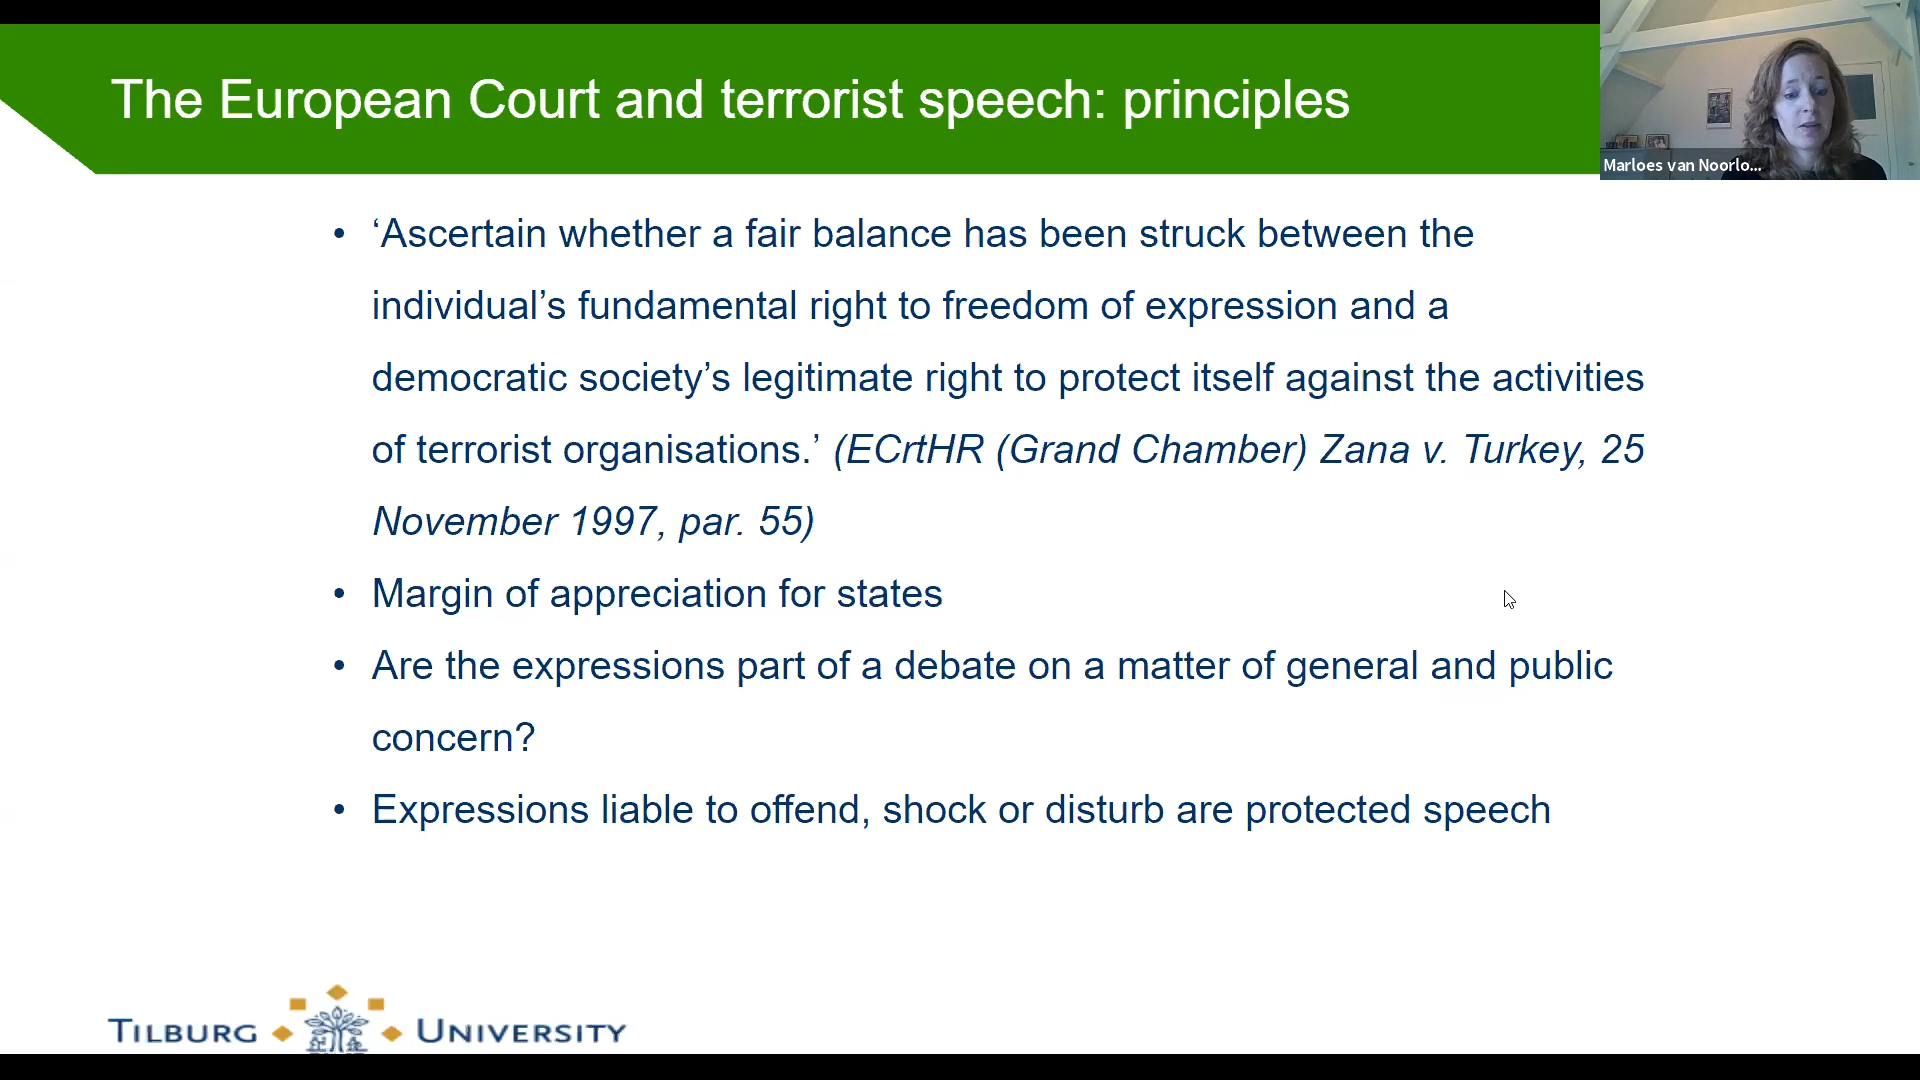 The European Court and terrorist speech: principles
Marloes van Noorlo...
• ‘Ascertain whether a fair balance has been struck between the
individual’s fundamental right to freedom of expression and a
democratic society’s legitimate right to protect itself against the activities
of terrorist organisations.’ (ECrtHR (Grand Chamber) Zana v. Turkey, 25
November 1997, par. 55)
• Margin of appreciation for states
• Are the expressions part of a debate on a matter of general and public
concern?
• Expressions liable to offend, shock or disturb are protected speech
TILBURG UNIVERSITY